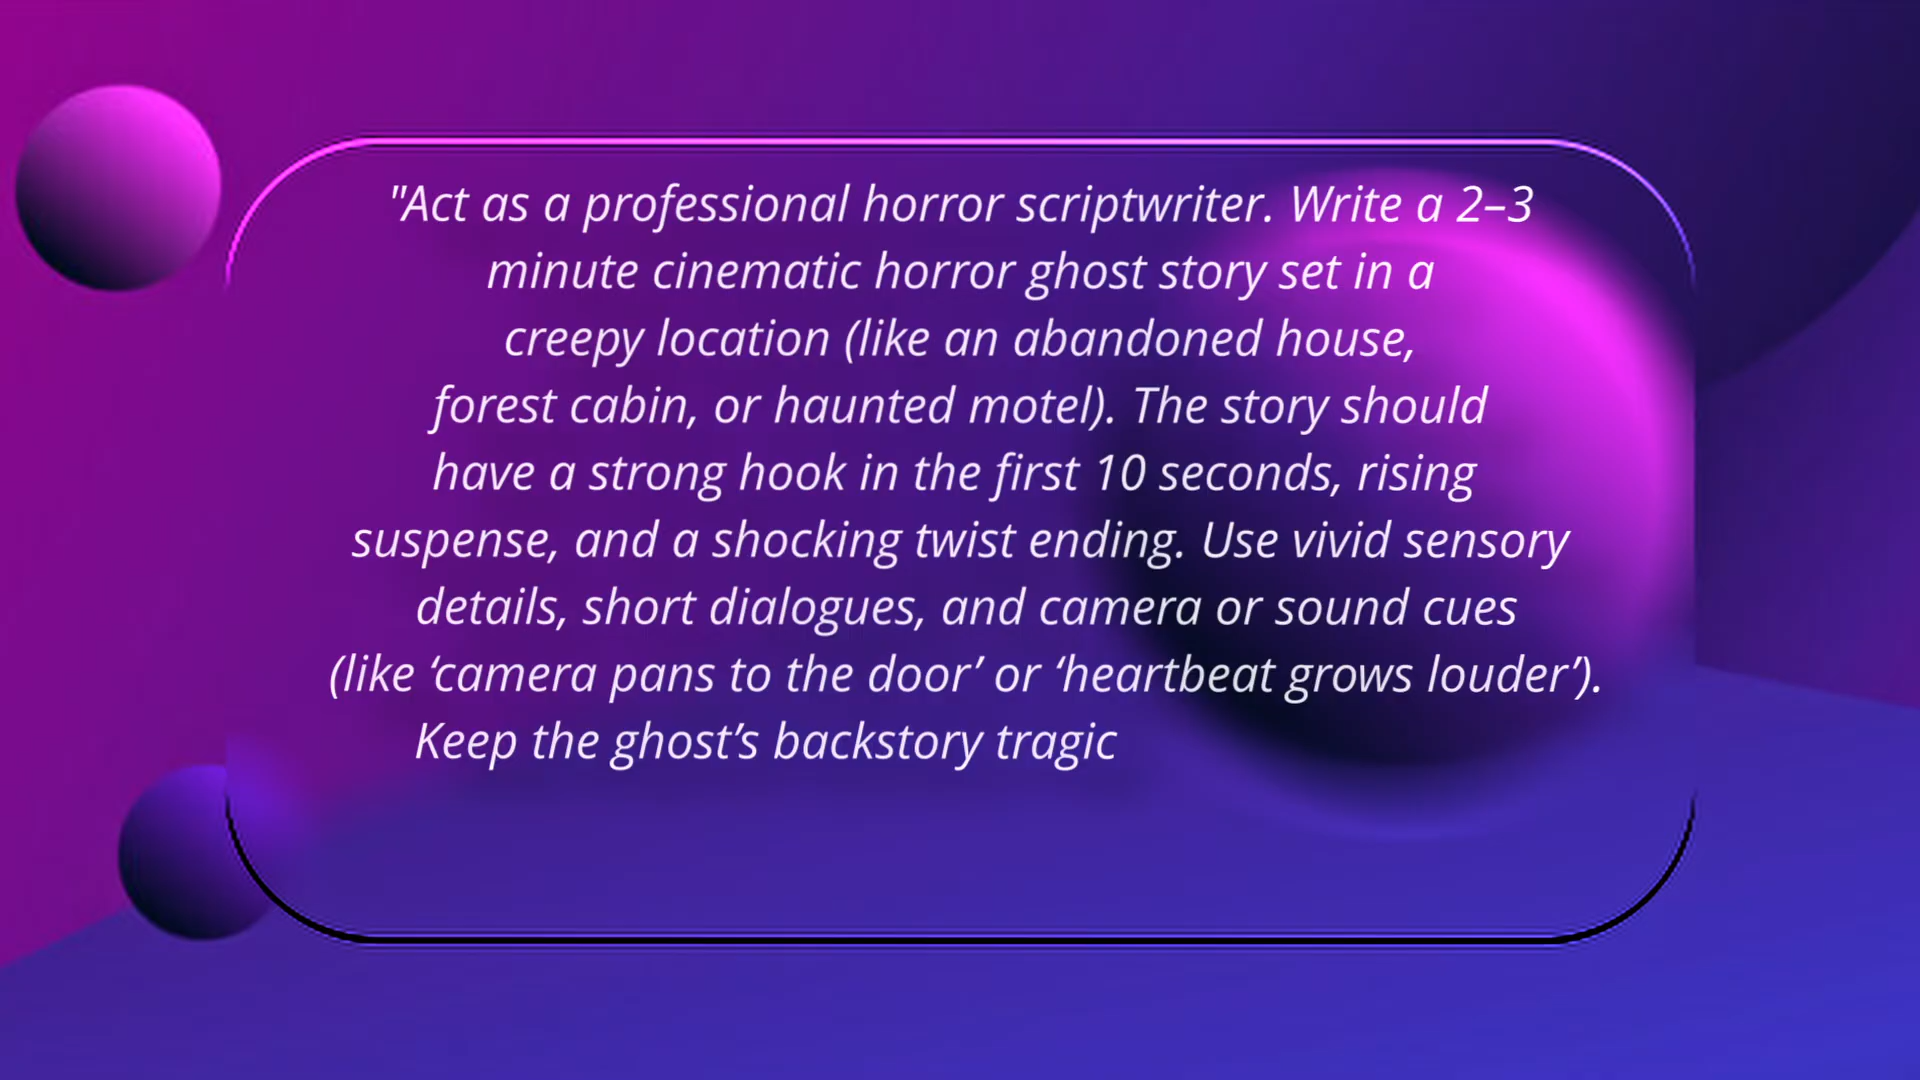 "Act as a professional horror scriptwriter. Write a 2–3
minute cinematic horror ghost story set in a
creepy location (like an abandoned house,
forest cabin, or haunted motel). The story should
have a strong hook in the first 10 seconds, rising
suspense, and a shocking twist ending. Use vivid sensory
details, short dialogues, and camera or sound cues
(like ‘camera pans to the door’ or ‘heartbeat grows louder’).
Keep the ghost’s backstory tragic